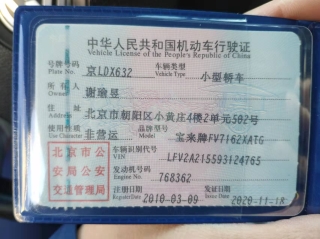 中华人民共和国机动车行驶证
Vehicle License of the People's Republic of China
号牌号码 京LDX632 车辆类型 小型轿车
Plate No. Vehicle Type
所有人 谢瑜昱
Owner
住址 北京市朝阳区小黄庄4楼2单元502号
Address
使用性质 非营运 品牌型号 宝来牌FV7162XATG
北京市公安局公安交通管理局
车辆识别代号 LFV2A215593124765
VIN
发动机号码 768362
Engine No.
注册日期 2010-03-09 发证日期 2020-11-18
Register Date Issue Date